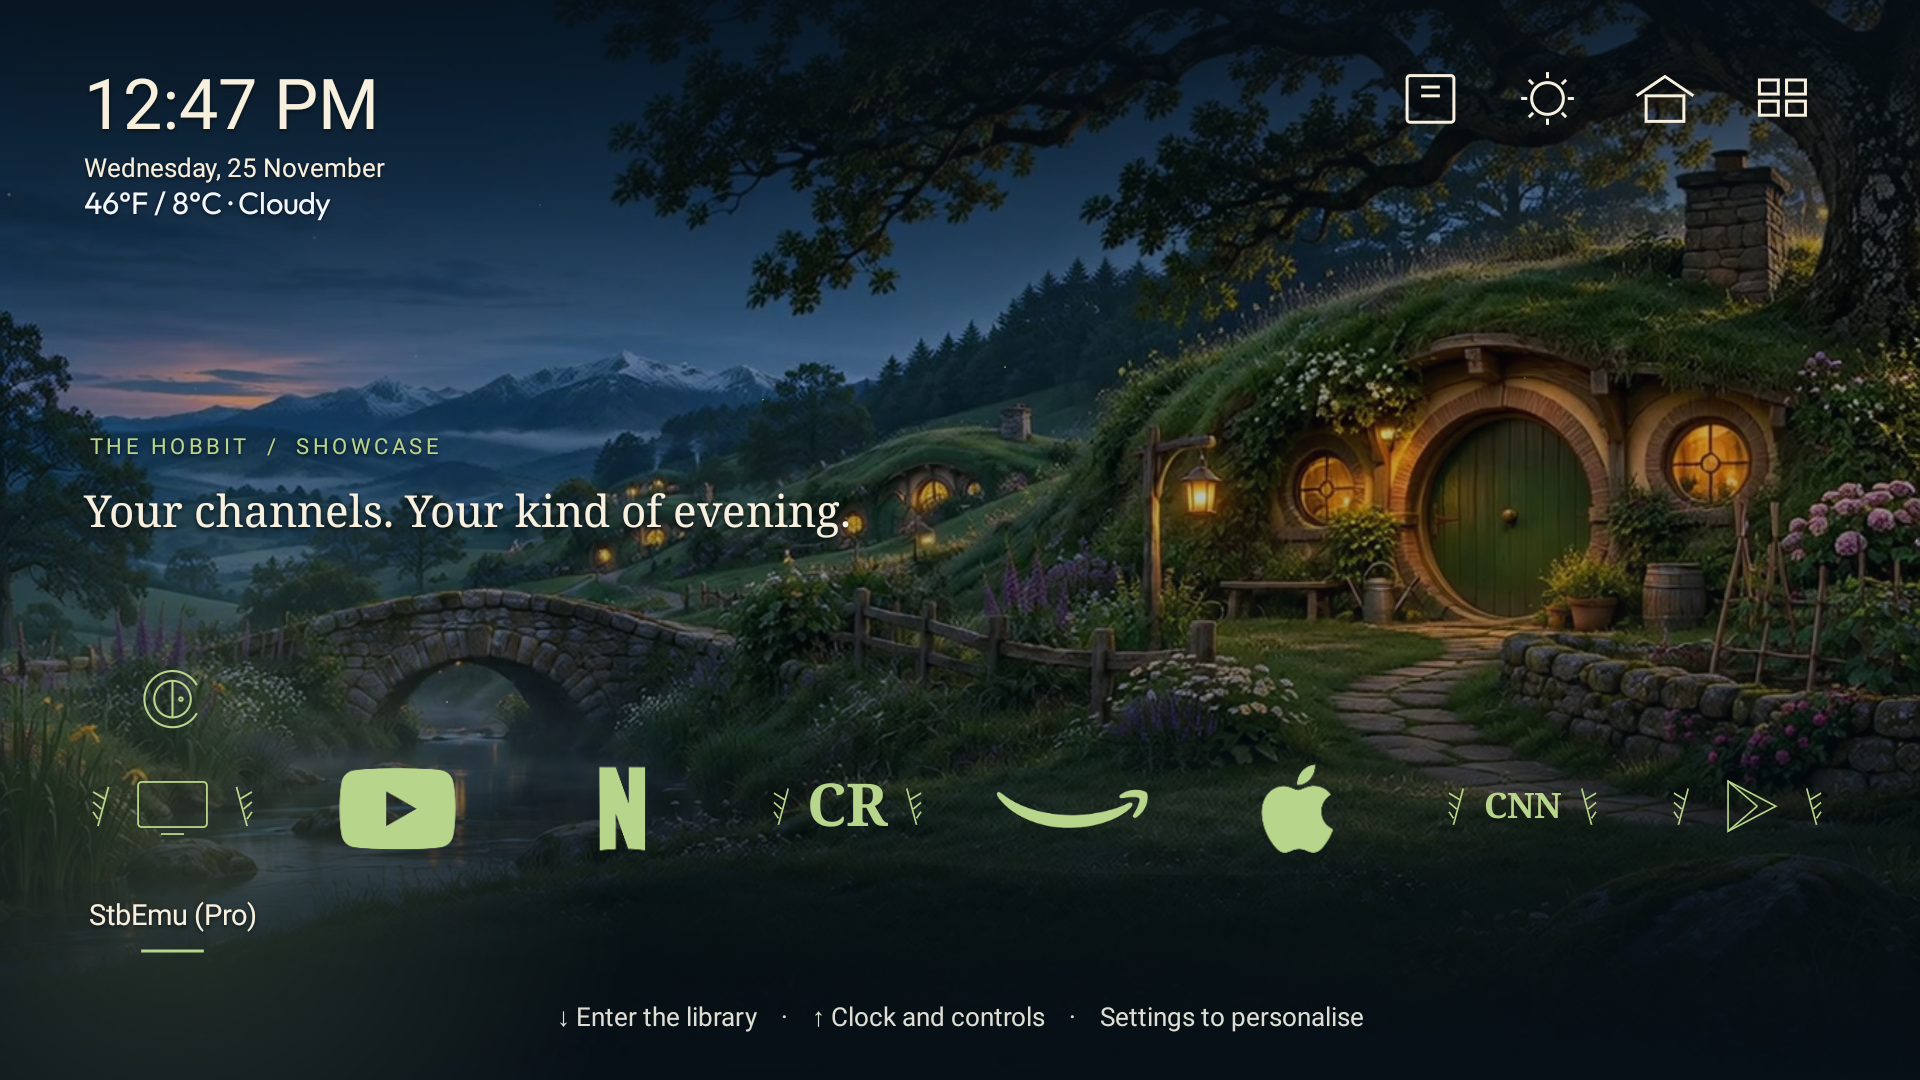 12:47 PM
Wednesday, 25 November
46°F / 8°C · Cloudy
THE HOBBIT / SHOWCASE
Your channels. Your kind of evening.
N
CR
CNN
StbEmu (Pro)
↓ Enter the library · ↑ Clock and controls · Settings to personalise